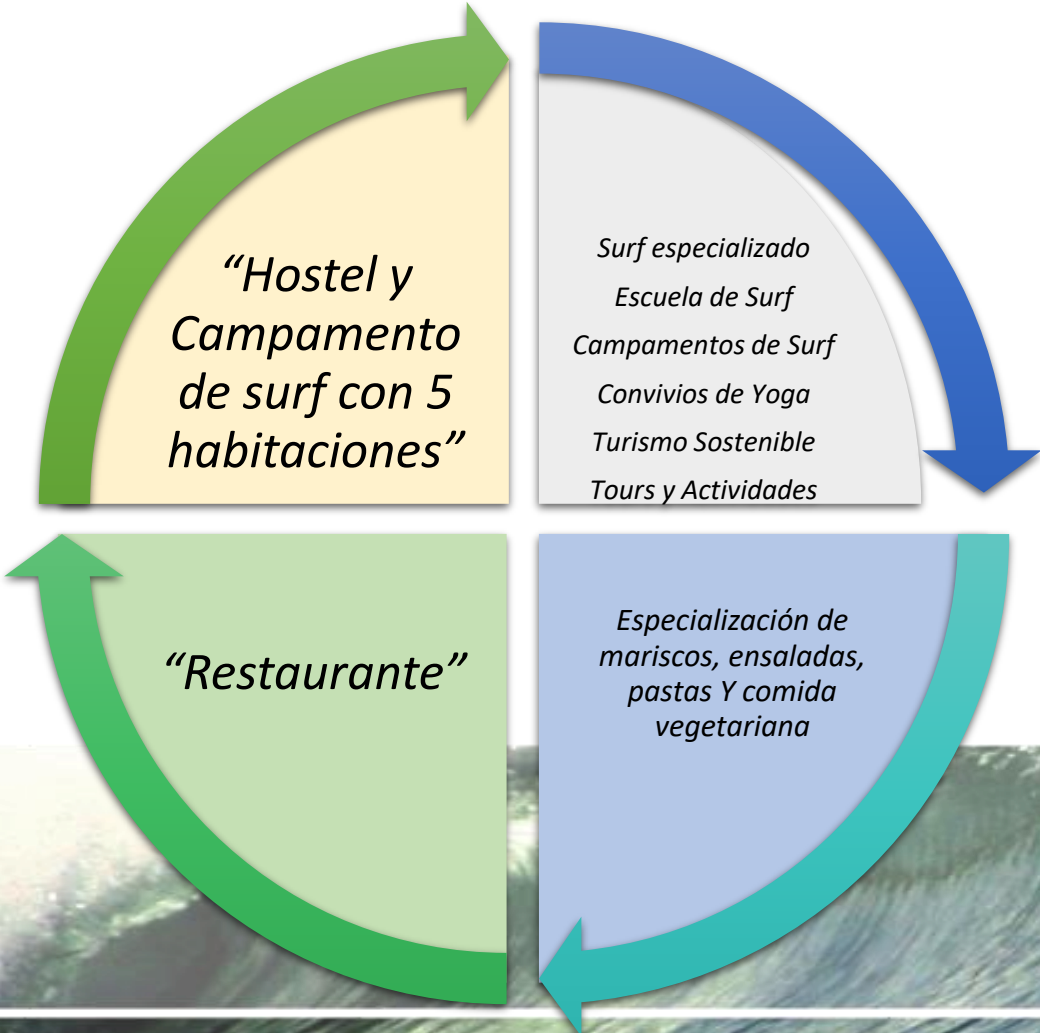 “Hostel y
Campamento
de surf con 5
habitaciones”
Surf especializado
Escuela de Surf
Campamentos de Surf
Convivios de Yoga
Turismo Sostenible
Tours y Actividades
“Restaurante”
Especialización de
mariscos, ensaladas,
pastas Y comida
vegetariana